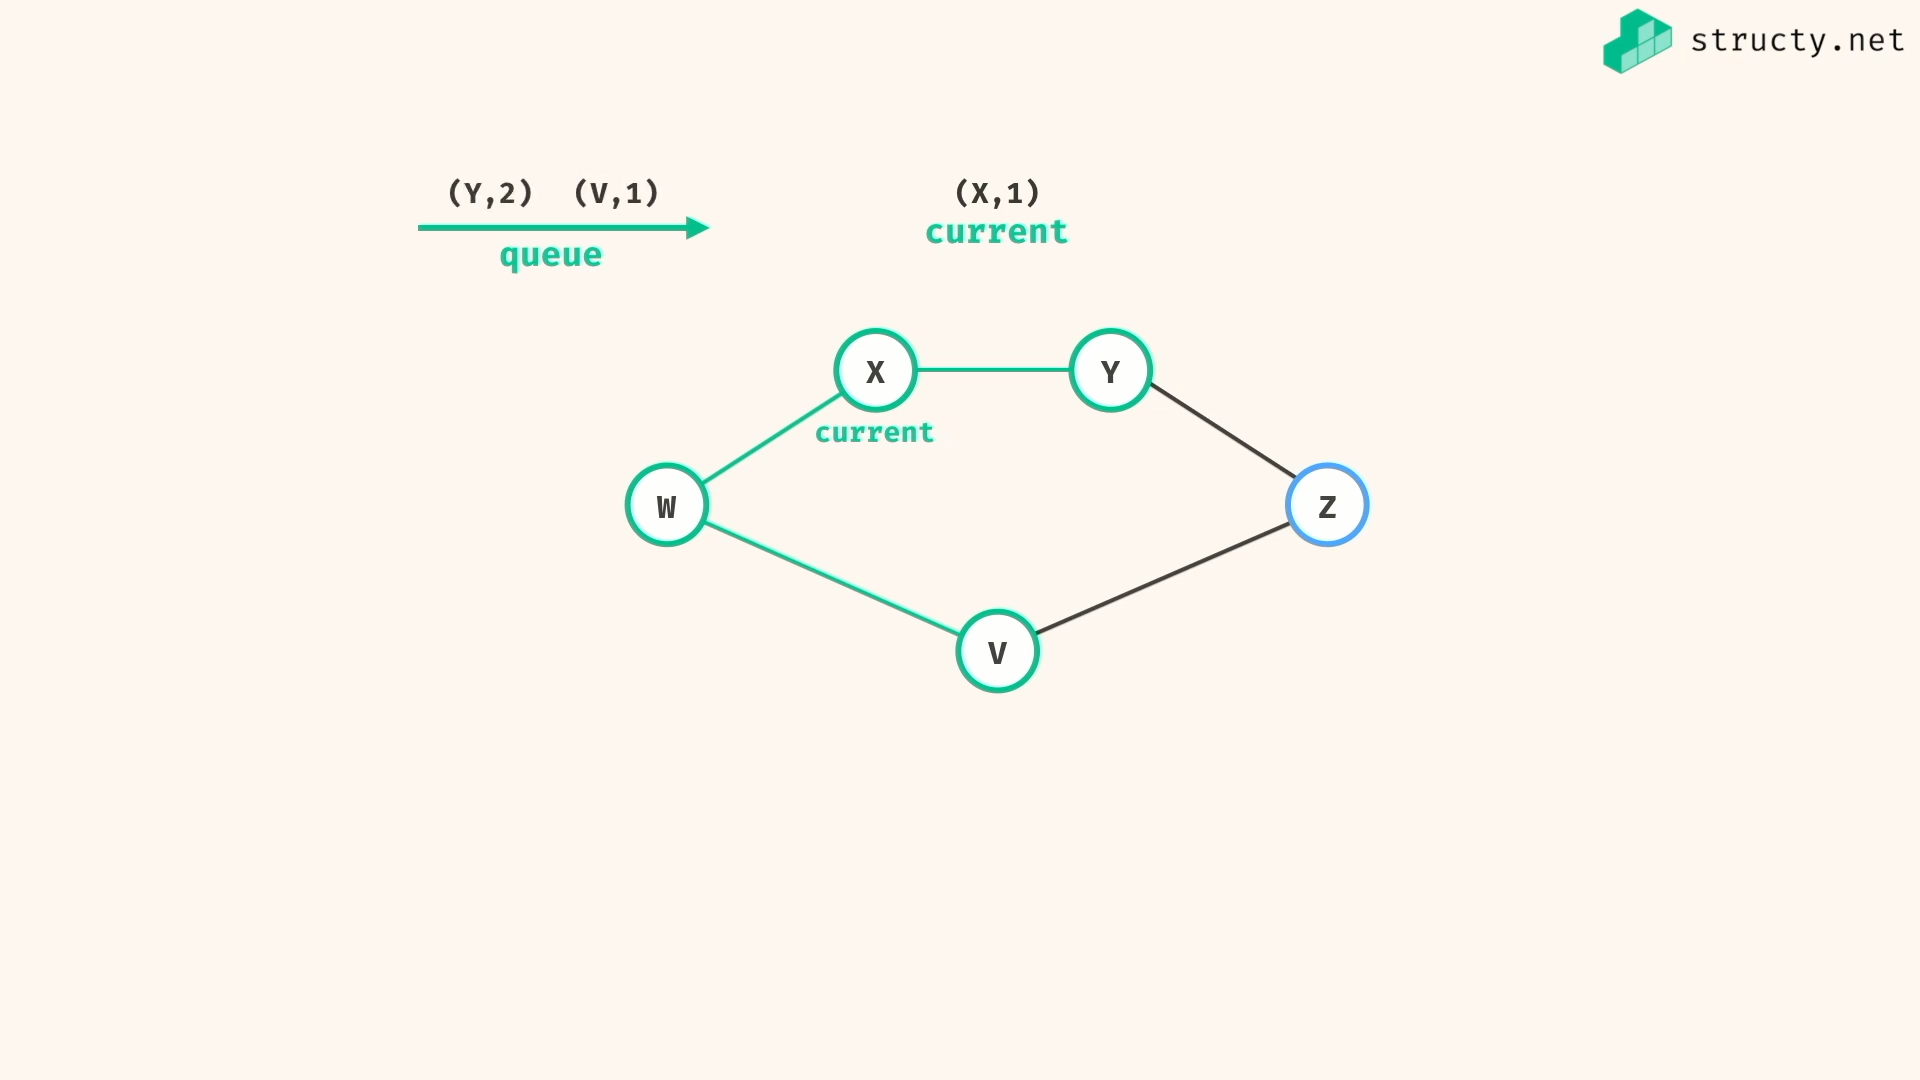 structy.net
(Y,2) (V,1)
queue
(X,1)
current
X
Y
current
W
Z
V